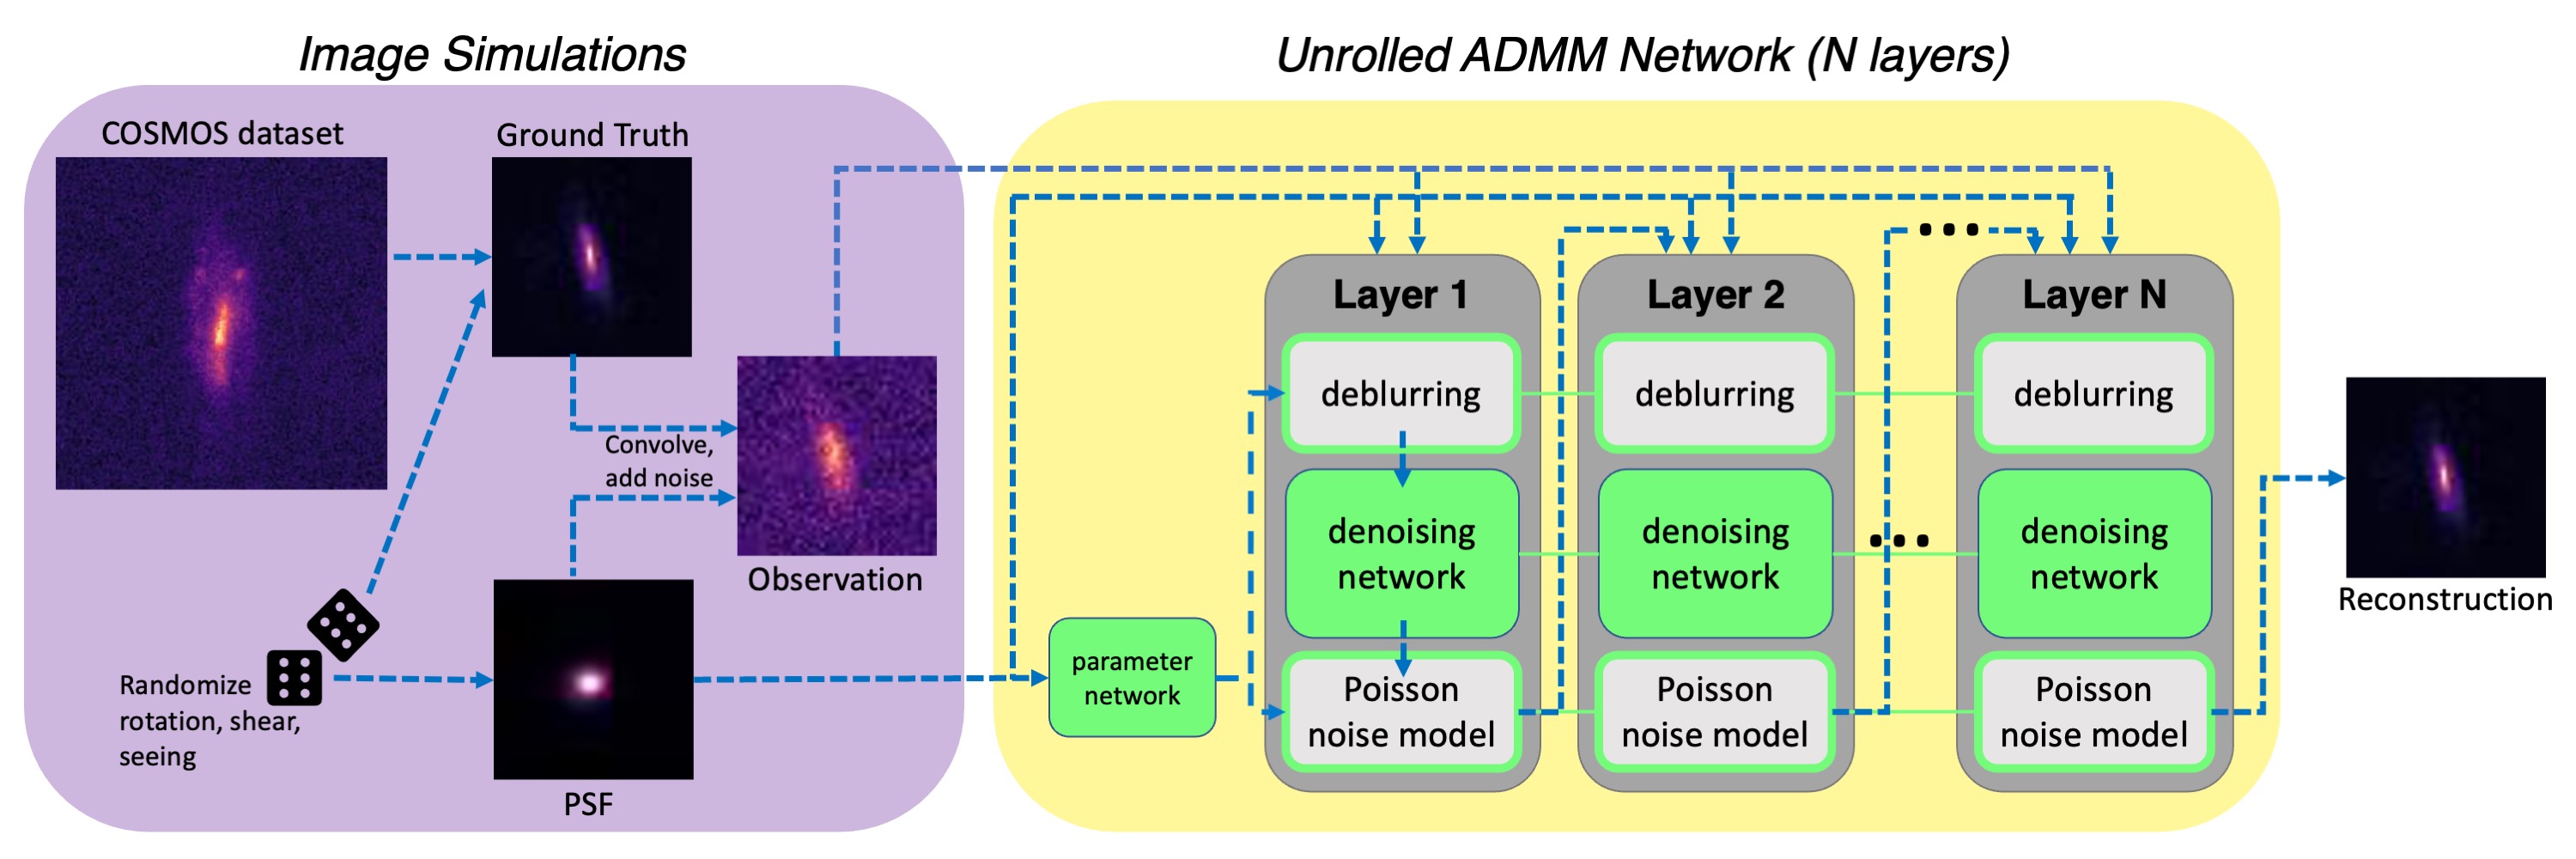 Image Simulations
COSMOS dataset
Ground Truth
Convolve,
add noise
Observation
Randomize
rotation, shear,
seeing
PSF
Unrolled ADMM Network (N layers)
parameter
network
Layer 1
deblurring
denoising
network
Poisson
noise model
Layer 2
deblurring
denoising
network
Poisson
noise model
Layer N
deblurring
denoising
network
Poisson
noise model
Reconstruction